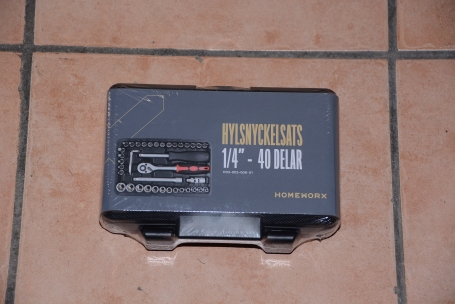 HYLSNYCKELSATS
1/4" - 40 DELAR
HOMEWORX